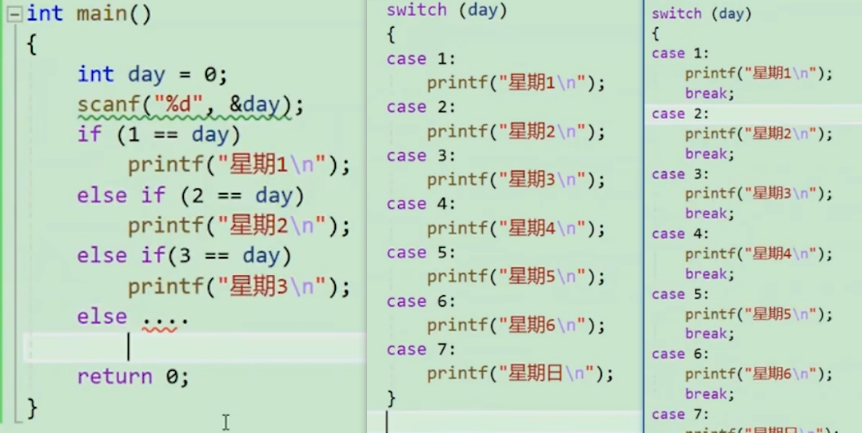 int main()
{
int day = 0;
scanf("%d", &day);
if (1 == day)
printf("星期1\n");
else if (2 == day)
printf("星期2\n");
else if(3 == day)
printf("星期3\n");
else ....
return 0;
}
switch (day)
{
case 1:
printf("星期1\n");
case 2:
printf("星期2\n");
case 3:
printf("星期3\n");
case 4:
printf("星期4\n");
case 5:
printf("星期5\n");
case 6:
printf("星期6\n");
case 7:
printf("星期日\n");
}
switch (day)
{
case 1:
printf("星期1\n");
break;
case 2:
printf("星期2\n");
break;
case 3:
printf("星期3\n");
break;
case 4:
printf("星期4\n");
break;
case 5:
printf("星期5\n");
break;
case 6:
printf("星期6\n");
break;
case 7:
printf("星期日\n");